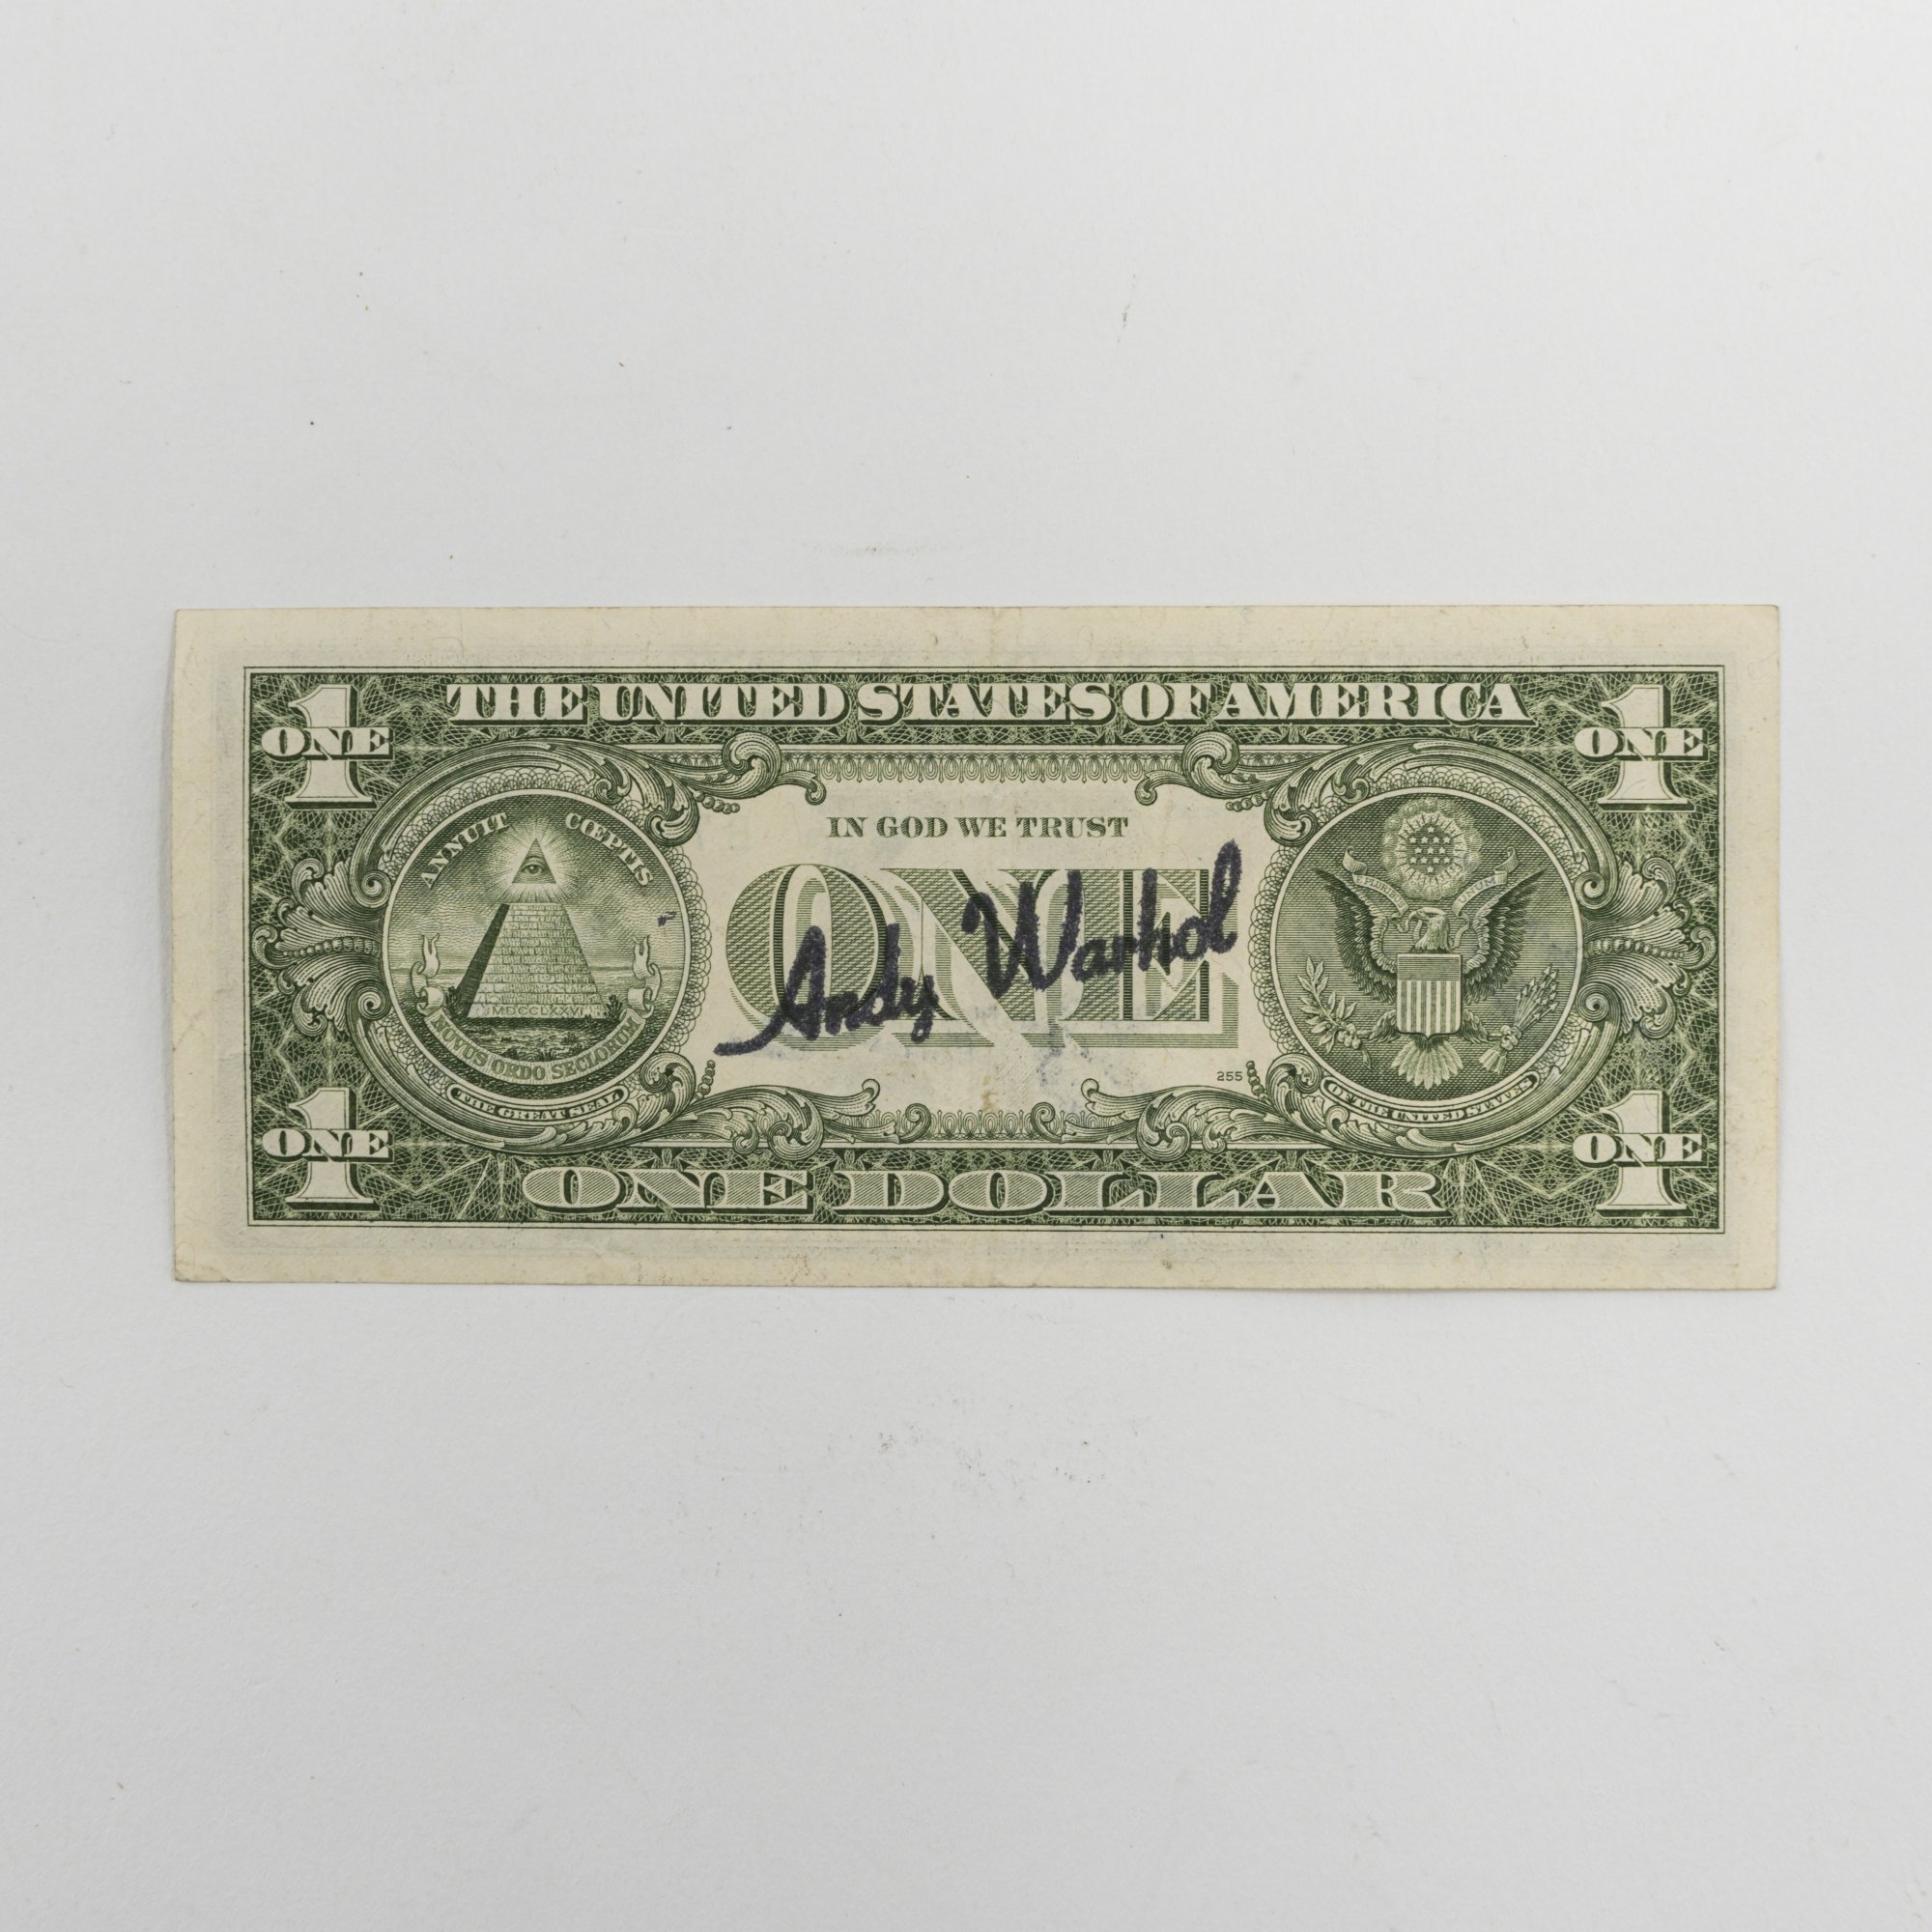 THE UNITED STATES OF AMERICA
1 ONE
1 ONE
ANNUIT CŒPTIS
IN GOD WE TRUST
ONE
Andy Warhol
MDCCLXXVI
NOVUS ORDO SECLORUM
THE GREAT SEAL
255
OF THE UNITED STATES
1 ONE
1 ONE
ONE DOLLAR